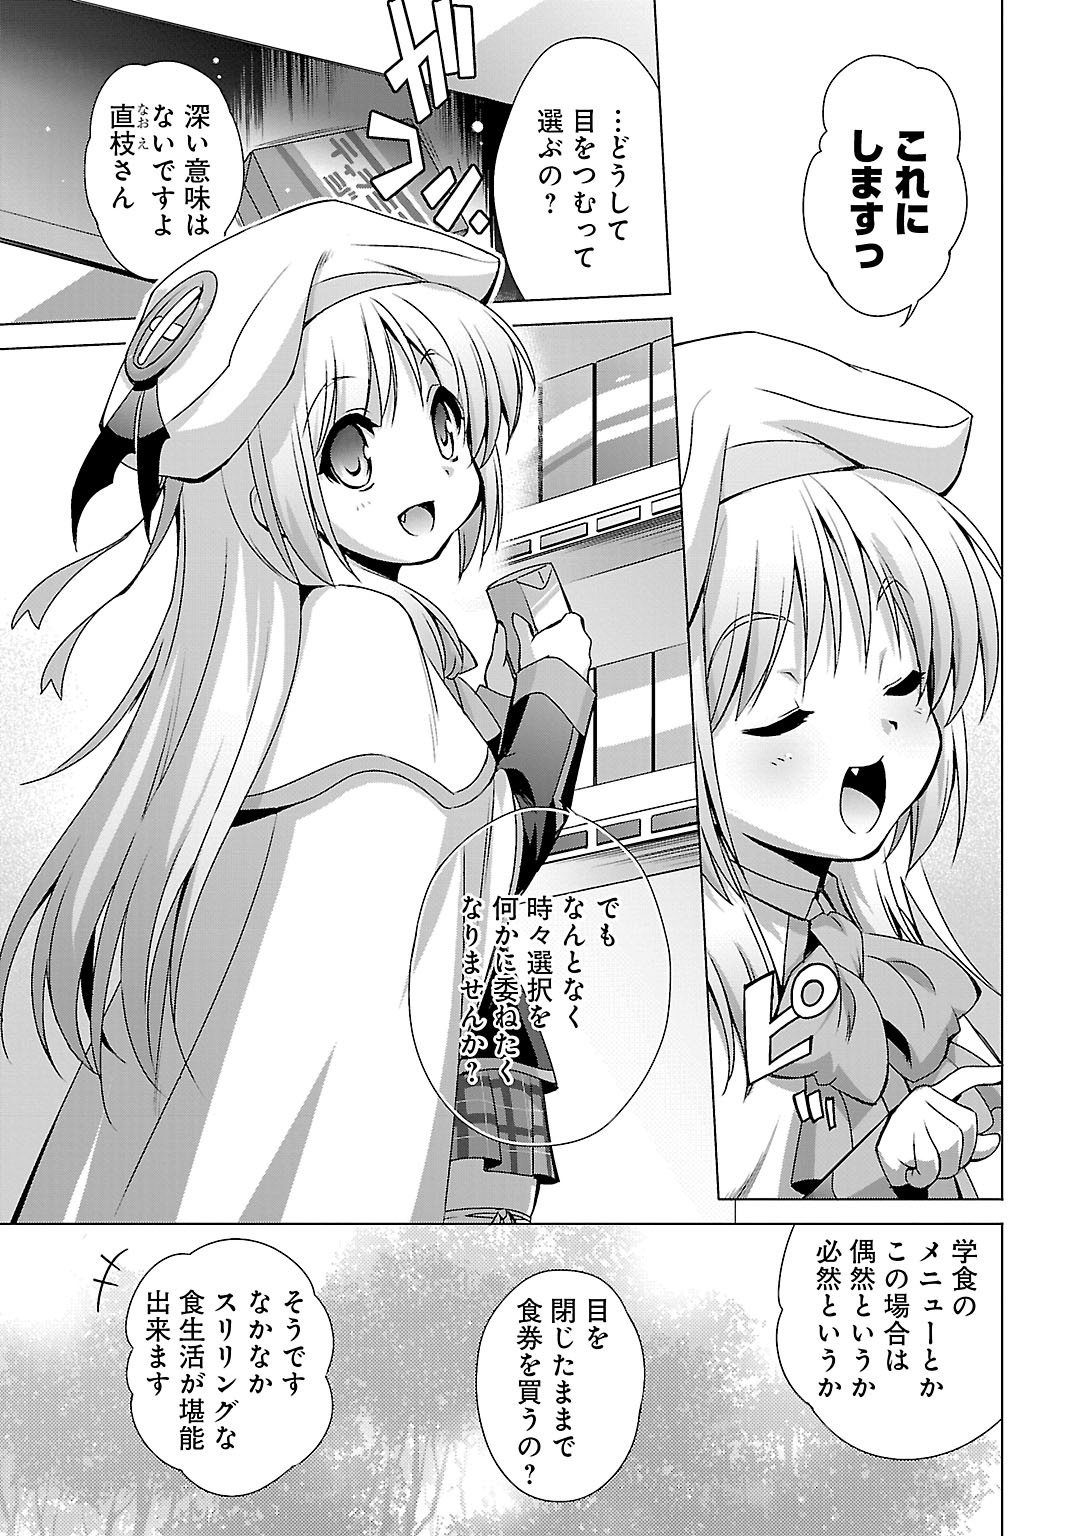 これに
しますっ
ピッ
…どうして
目をつむって
選ぶの?
ガコンッ
深い意味は
ないですよ
直枝さん
なおえ
でも
なんとなく
時々選択を
何かに委ねたく
なりませんか?
学食の
メニューとか
この場合は
偶然というか
必然というか
目を
閉じたままで
食券を買うの?
そうです
なかなか
スリリングな
食生活が堪能
出来ます